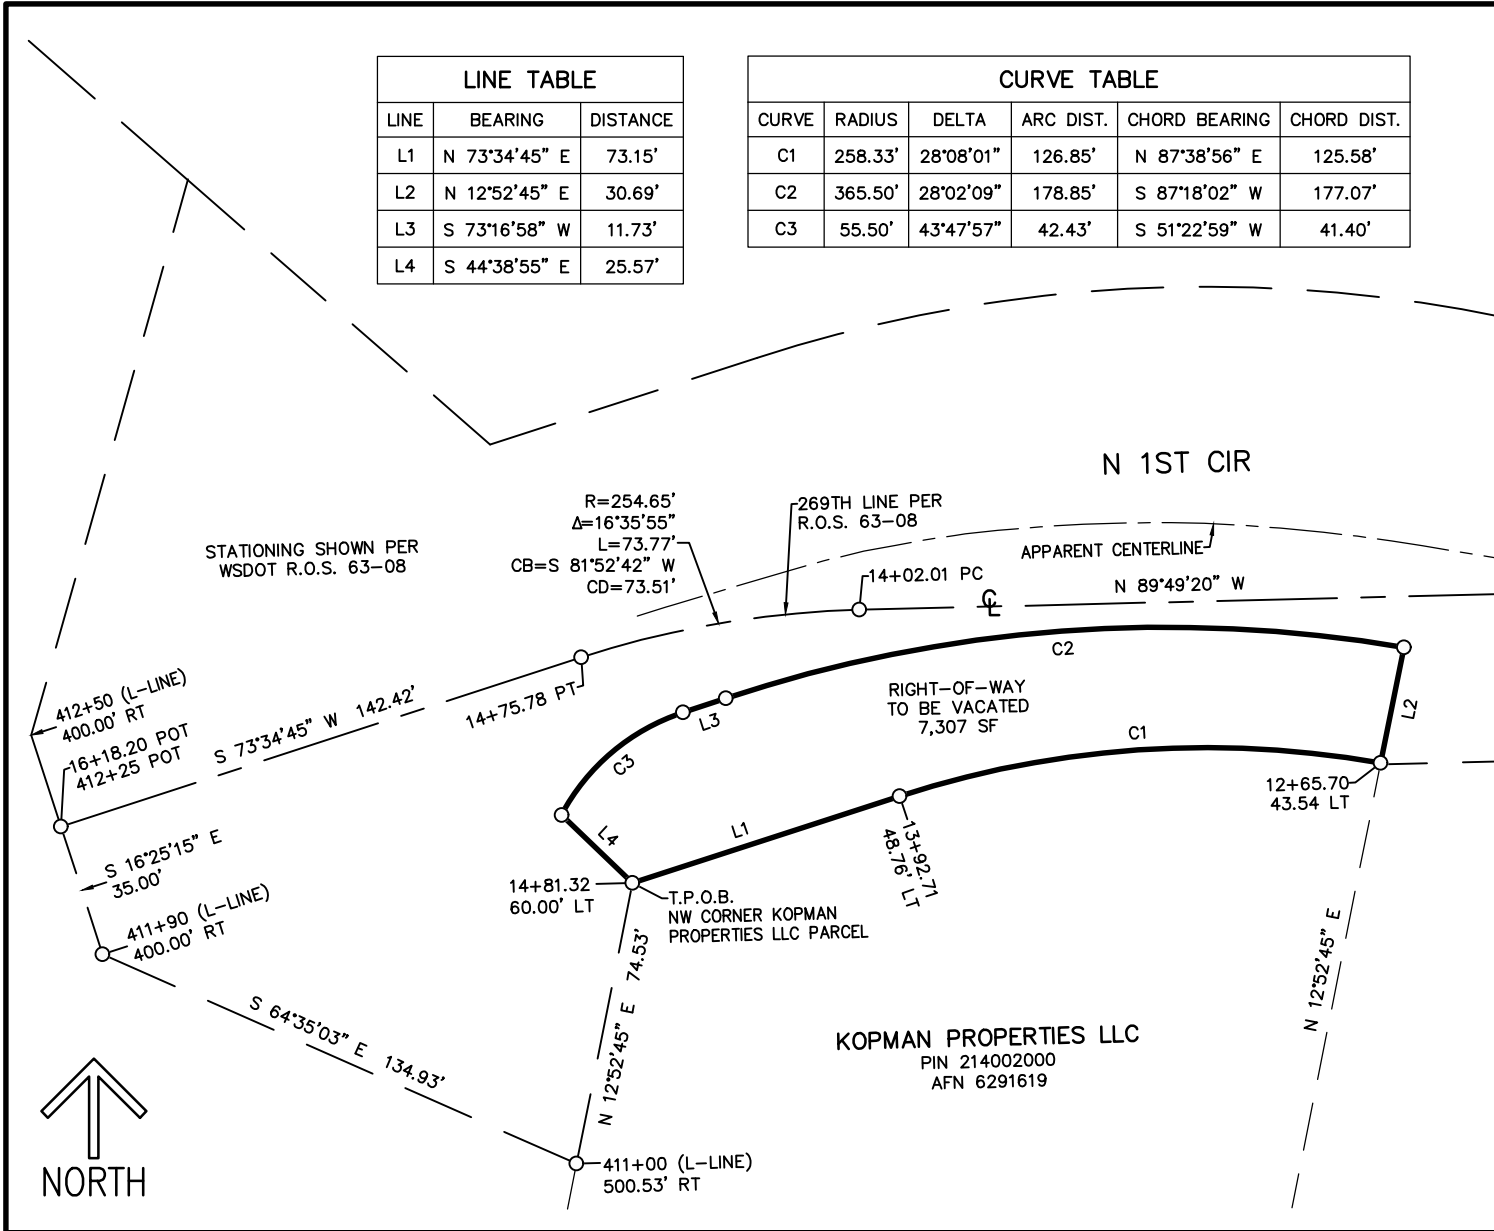 LINE TABLE
LINE BEARING DISTANCE
L1 N 73°34'45" E 73.15'
L2 N 12°52'45" E 30.69'
L3 S 73°16'58" W 11.73'
L4 S 44°38'55" E 25.57'
CURVE TABLE
CURVE RADIUS DELTA ARC DIST. CHORD BEARING CHORD DIST.
C1 258.33' 28°08'01" 126.85' N 87°38'56" E 125.58'
C2 365.50' 28°02'09" 178.85' S 87°18'02" W 177.07'
C3 55.50' 43°47'57" 42.43' S 51°22'59" W 41.40'
N 1ST CIR
R=254.65'
Δ=16°35'55"
L=73.77'
CB=S 81°52'42" W
CD=73.51'
269TH LINE PER
R.O.S. 63-08
STATIONING SHOWN PER
WSDOT R.O.S. 63-08
APPARENT CENTERLINE
14+02.01 PC
N 89°49'20" W
CL
C2
RIGHT-OF-WAY
TO BE VACATED
7,307 SF
L2
C1
L3
C3
L4
L1
14+75.78 PT
S 73°34'45" W 142.42'
412+50 (L-LINE)
400.00' RT
16+18.20 POT
412+25 POT
S 16°25'15" E
35.00'
411+90 (L-LINE)
400.00' RT
12+65.70
43.54 LT
13+92.71
48.76' LT
14+81.32
60.00' LT
T.P.O.B.
NW CORNER KOPMAN
PROPERTIES LLC PARCEL
N 12°52'45" E 74.53'
N 12°52'45" E
S 64°35'03" E 134.93'
KOPMAN PROPERTIES LLC
PIN 214002000
AFN 6291619
411+00 (L-LINE)
500.53' RT
NORTH